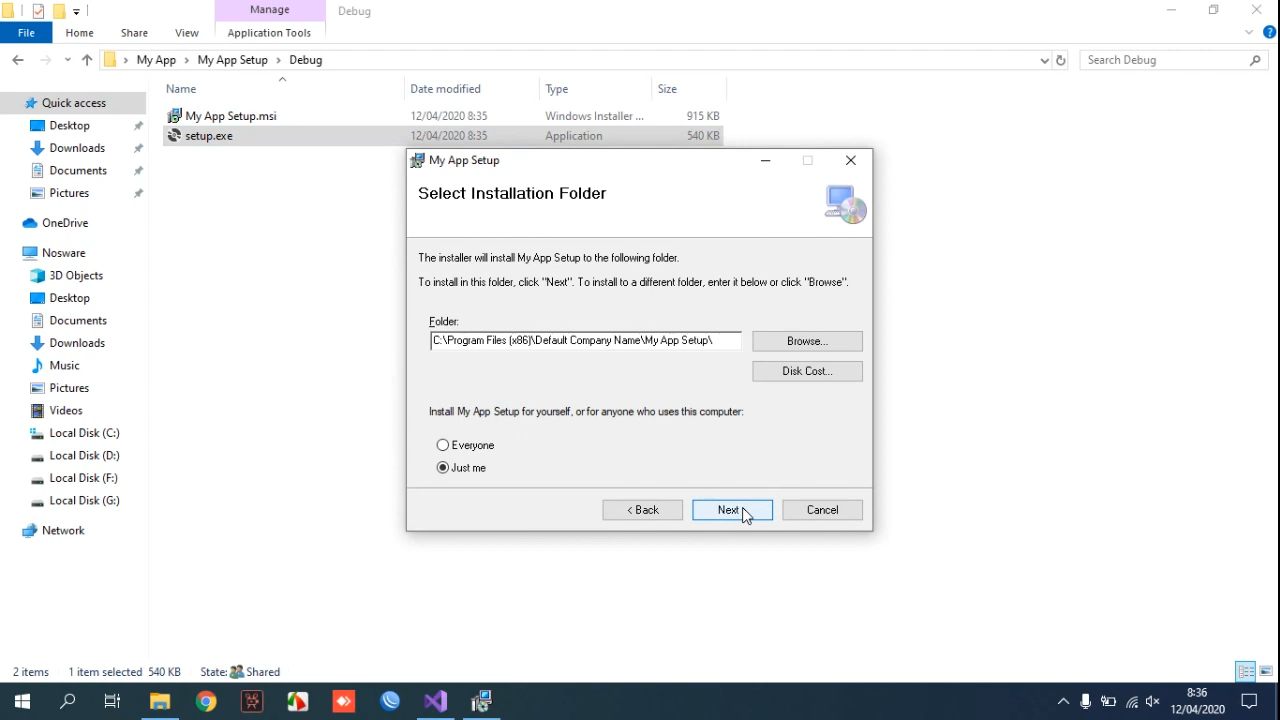 Manage
Debug
File
Home
Share
View
Application Tools
My App
My App Setup
Debug
Search Debug
Name
Date modified
Type
Size
My App Setup.msi
12/04/2020 8:35
Windows Installer ...
915 KB
setup.exe
12/04/2020 8:35
Application
540 KB
Quick access
Desktop
Downloads
Documents
Pictures
OneDrive
Nosware
3D Objects
Desktop
Documents
Downloads
Music
Pictures
Videos
Local Disk (C:)
Local Disk (D:)
Local Disk (F:)
Local Disk (G:)
Network
My App Setup
Select Installation Folder
The installer will install My App Setup to the following folder.
To install in this folder, click "Next". To install to a different folder, enter it below or click "Browse".
Folder:
C:\Program Files (x86)\Default Company Name\My App Setup\
Browse...
Disk Cost...
Install My App Setup for yourself, or for anyone who uses this computer:
Everyone
Just me
< Back
Next
Cancel
2 items
1 item selected 540 KB
State:
Shared
8:36
12/04/2020